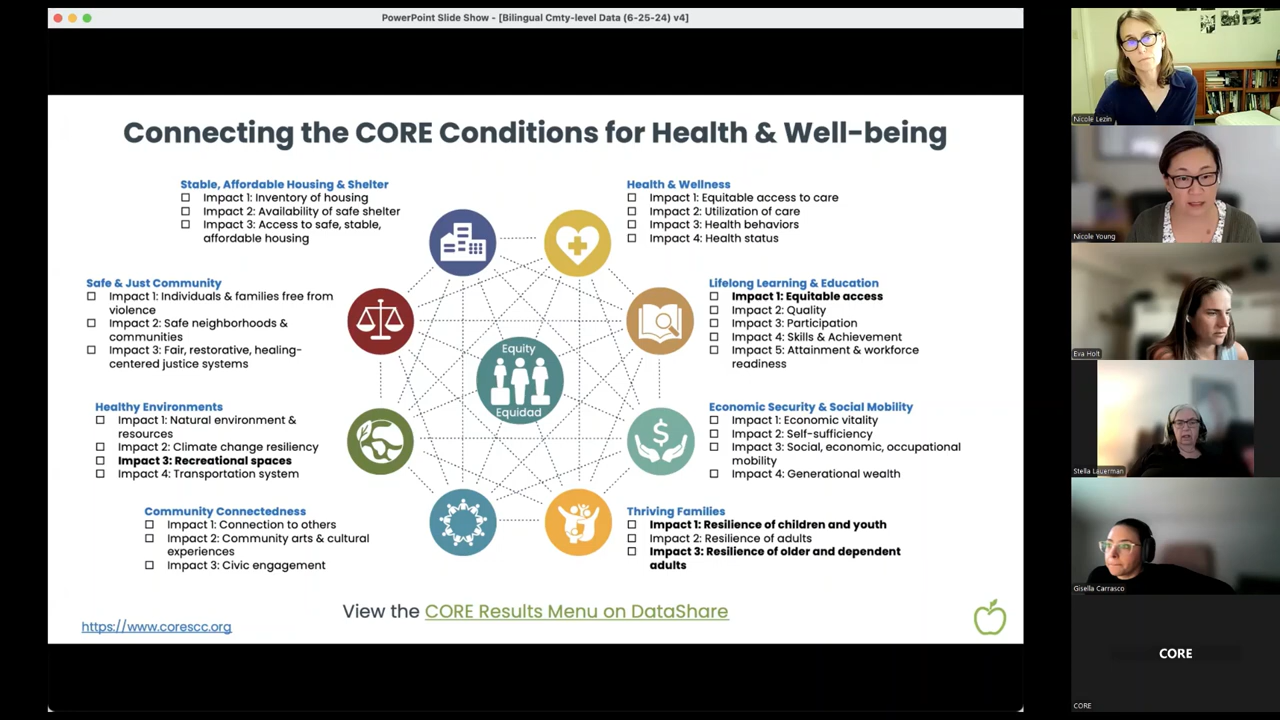 PowerPoint Slide Show - [Bilingual Cmty-level Data (6-25-24) v4]
Connecting the CORE Conditions for Health & Well-being
Stable, Affordable Housing & Shelter
Impact 1: Inventory of housing
Impact 2: Availability of safe shelter
Impact 3: Access to safe, stable,
affordable housing
Health & Wellness
Impact 1: Equitable access to care
Impact 2: Utilization of care
Impact 3: Health behaviors
Impact 4: Health status
Safe & Just Community
Impact 1: Individuals & families free from
violence
Impact 2: Safe neighborhoods &
communities
Impact 3: Fair, restorative, healing-
centered justice systems
Lifelong Learning & Education
Impact 1: Equitable access
Impact 2: Quality
Impact 3: Participation
Impact 4: Skills & Achievement
Impact 5: Attainment & workforce
readiness
Equity
Equidad
Healthy Environments
Impact 1: Natural environment &
resources
Impact 2: Climate change resiliency
Impact 3: Recreational spaces
Impact 4: Transportation system
Economic Security & Social Mobility
Impact 1: Economic vitality
Impact 2: Self-sufficiency
Impact 3: Social, economic, occupational
mobility
Impact 4: Generational wealth
Community Connectedness
Impact 1: Connection to others
Impact 2: Community arts & cultural
experiences
Impact 3: Civic engagement
Thriving Families
Impact 1: Resilience of children and youth
Impact 2: Resilience of adults
Impact 3: Resilience of older and dependent
adults
View the CORE Results Menu on DataShare
https://www.corescc.org
Nicole Lezin
Nicole Young
Eva Holt
Stella Lauerman
Gisella Carrasco
CORE
CORE